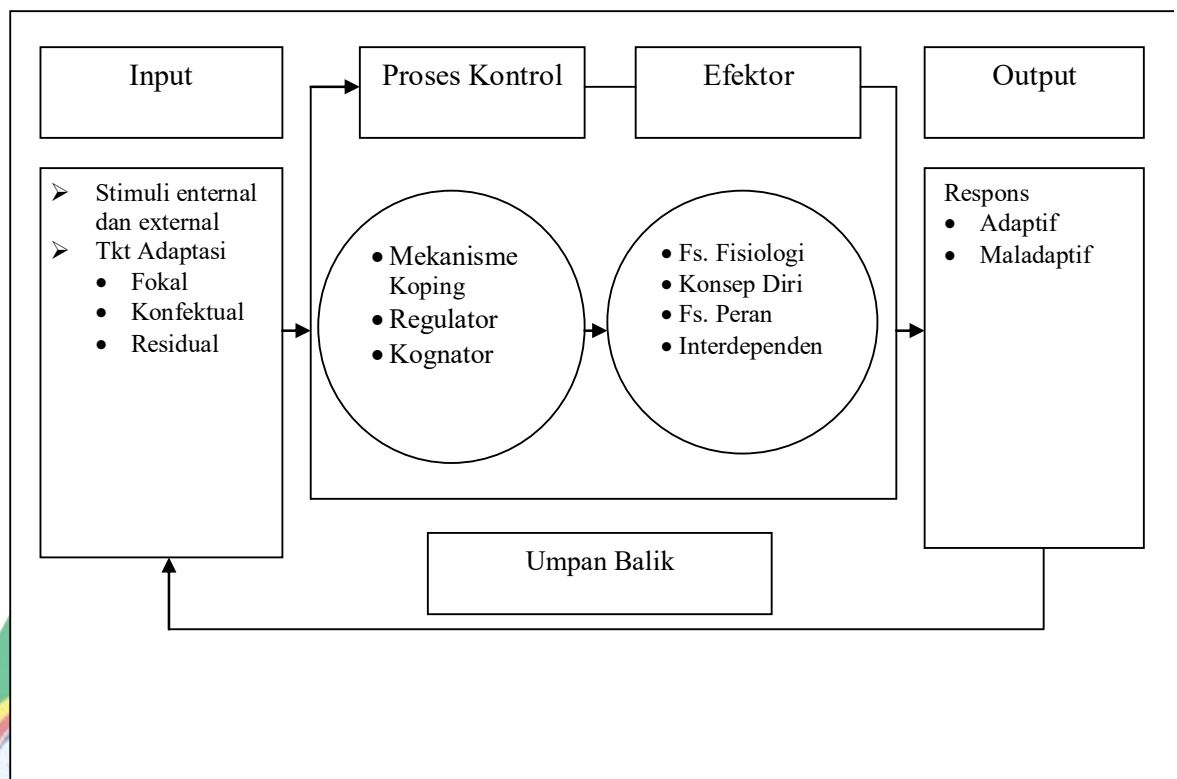 Input
Proses Kontrol
Efektor
Output
➢ Stimuli enternal
dan external
➢ Tkt Adaptasi
• Fokal
• Konfektual
• Residual
• Mekanisme
Koping
• Regulator
• Kognator
• Fs. Fisiologi
• Konsep Diri
• Fs. Peran
• Interdependen
Respons
• Adaptif
• Maladaptif
Umpan Balik